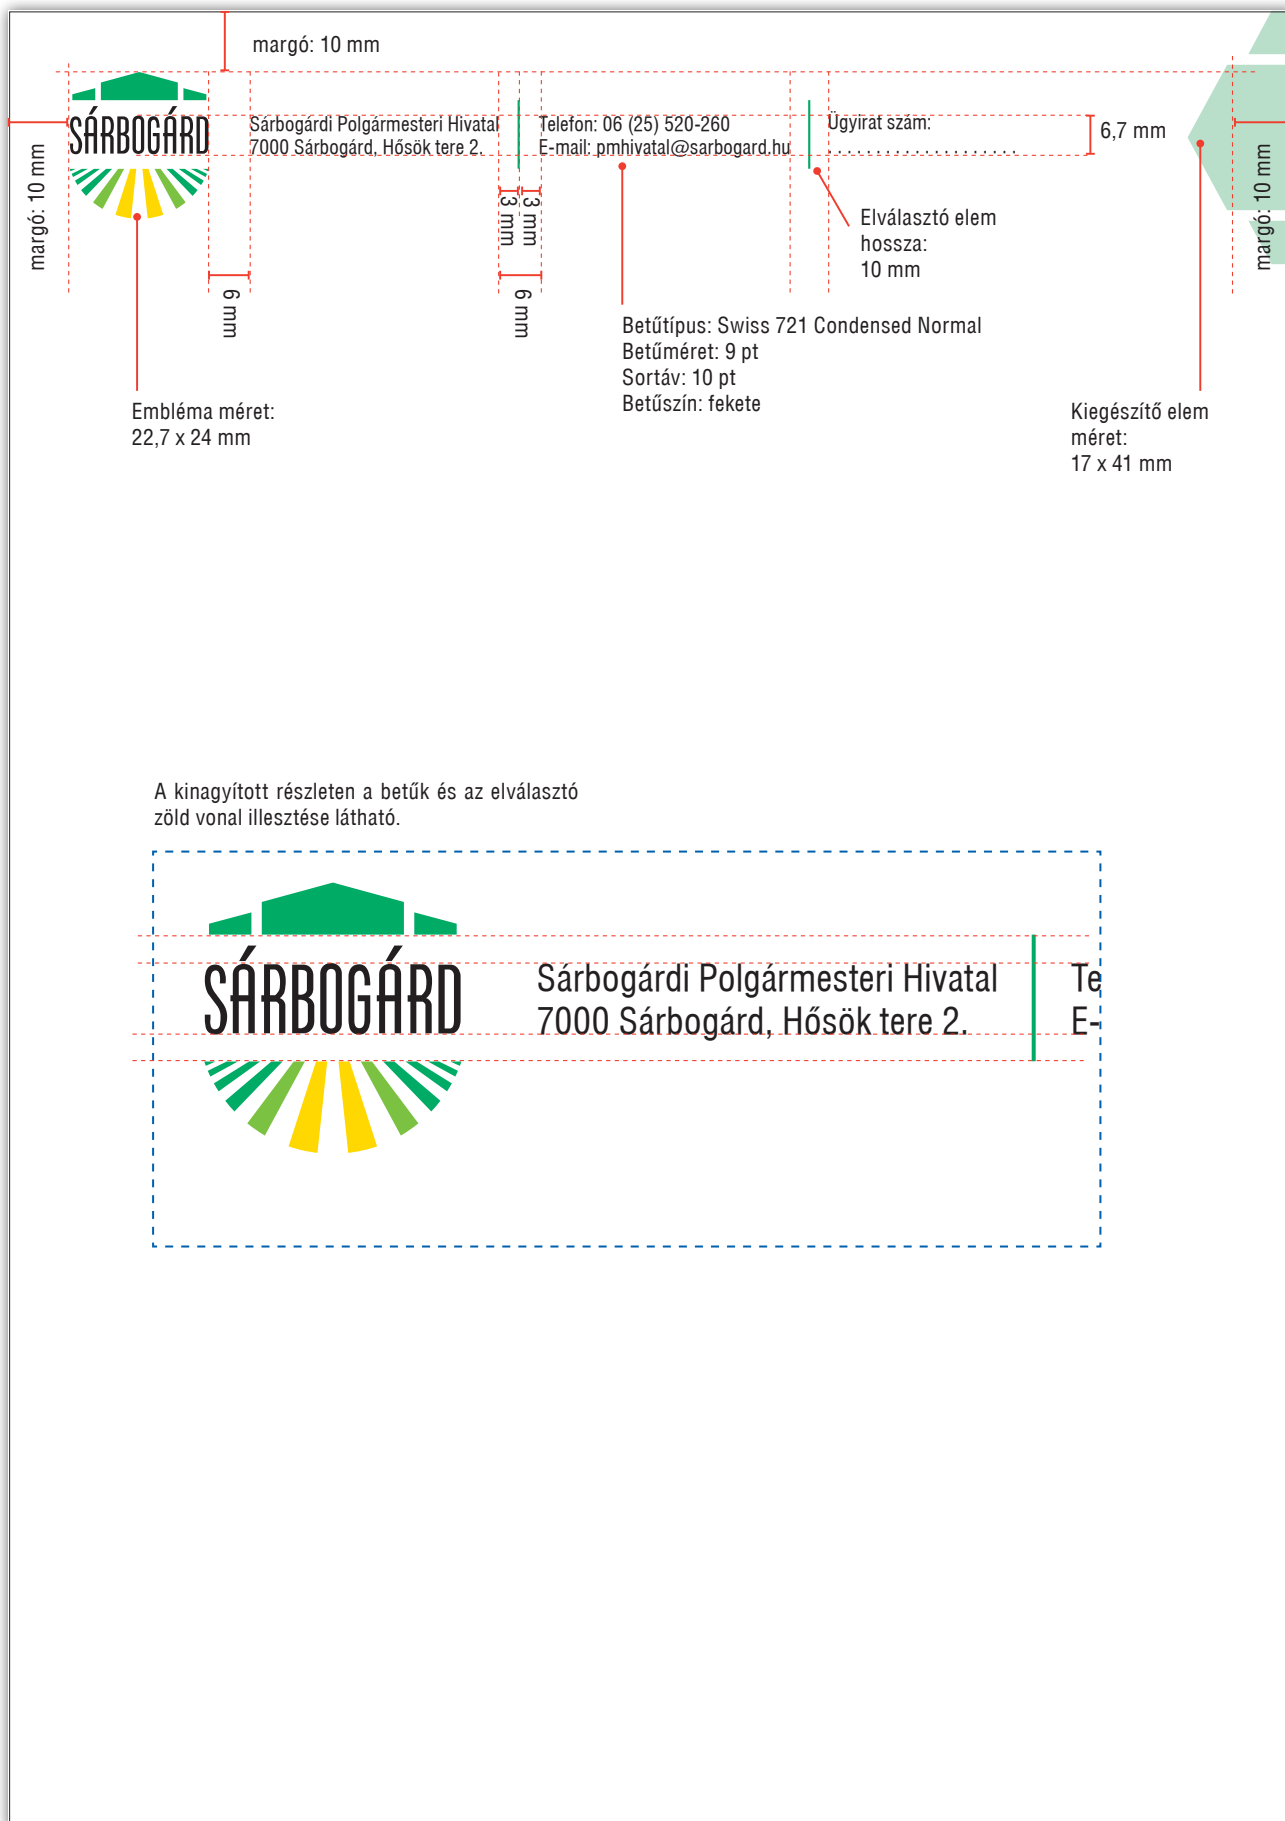 margó: 10 mm
margó: 10 mm
SÁRBOGÁRD
Sárbogárdi Polgármesteri Hivatal
7000 Sárbogárd, Hősök tere 2.
Telefon: 06 (25) 520-260
E-mail: pmhivatal@sarbogard.hu
Ügyirat szám:
. . . . . . . . . . . . . . . . . . .
6,7 mm
margó: 10 mm
3 mm
3 mm
6 mm
6 mm
Elválasztó elem
hossza:
10 mm
Betűtípus: Swiss 721 Condensed Normal
Betűméret: 9 pt
Sortáv: 10 pt
Betűszín: fekete
Embléma méret:
22,7 x 24 mm
Kiegészítő elem
méret:
17 x 41 mm
A kinagyított részleten a betűk és az elválasztó
zöld vonal illesztése látható.
SÁRBOGÁRD
Sárbogárdi Polgármesteri Hivatal
7000 Sárbogárd, Hősök tere 2.
Te
E-